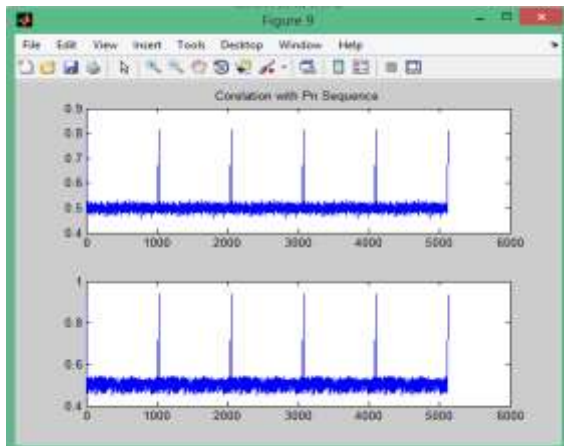 Figure 9
File Edit View Insert Tools Desktop Window Help
Corelation with Pn Sequence
0.9
0.8
0.7
0.6
0.5
0.4
0 1000 2000 3000 4000 5000 6000
1
0.8
0.6
0.4
0 1000 2000 3000 4000 5000 6000